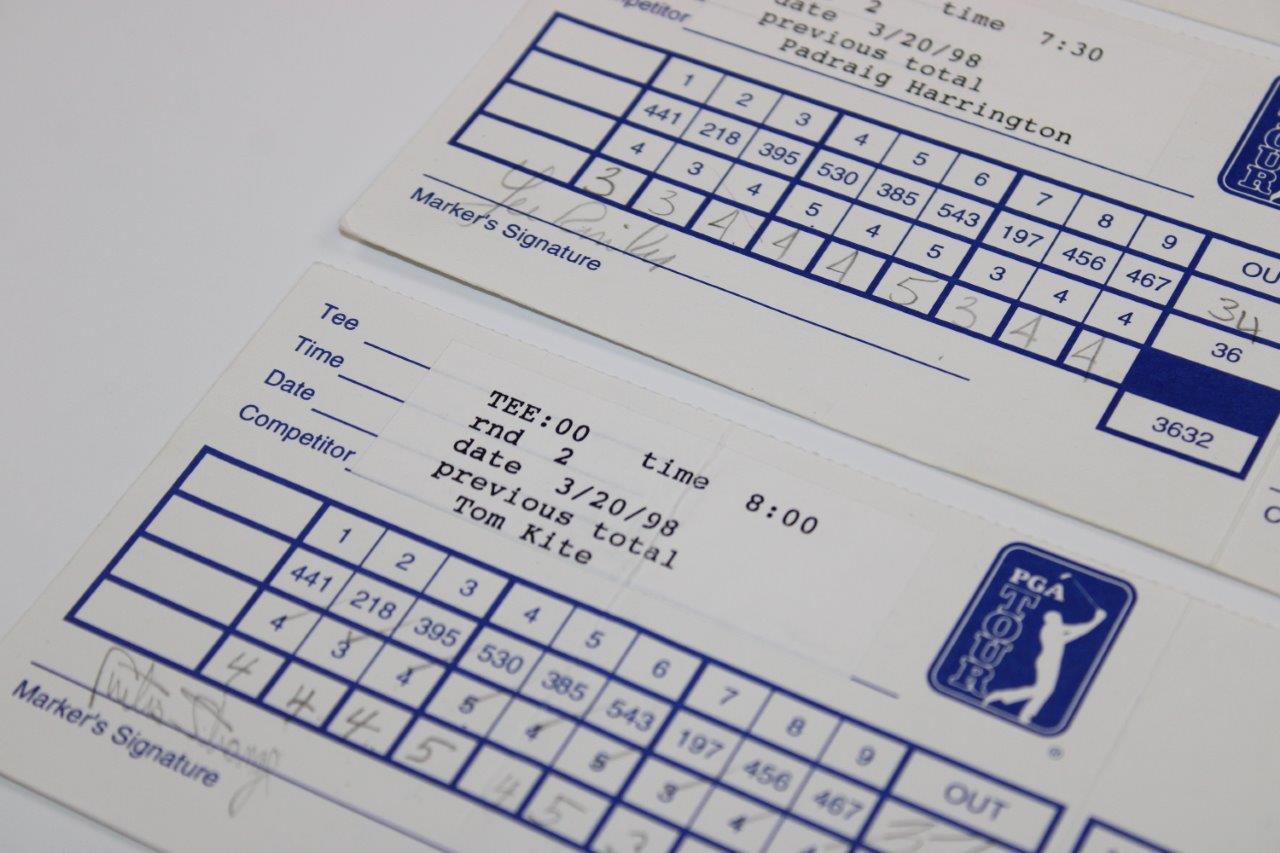 2 time 7:30
date 3/20/98
previous total
Padraig Harrington
Competitor
1 2 3 4 5 6 7 8 9 OU
441 218 395 530 385 543 197 456 467 34
4 3 4 5 4 5 3 4 4 36
3 3 4 4 4 5 3 4 4
3632
Marker's Signature
Tee
Time
Date
Competitor
TEE:00
rnd 2 time 8:00
date 3/20/98
previous total
Tom Kite
PGA
TOUR
®
1 2 3 4 5 6 7 8 9 OUT
441 218 395 530 385 543 197 456 467
4 3 4 5 4 5 3 4
4 4 4 5 4 5 3
Marker's Signature